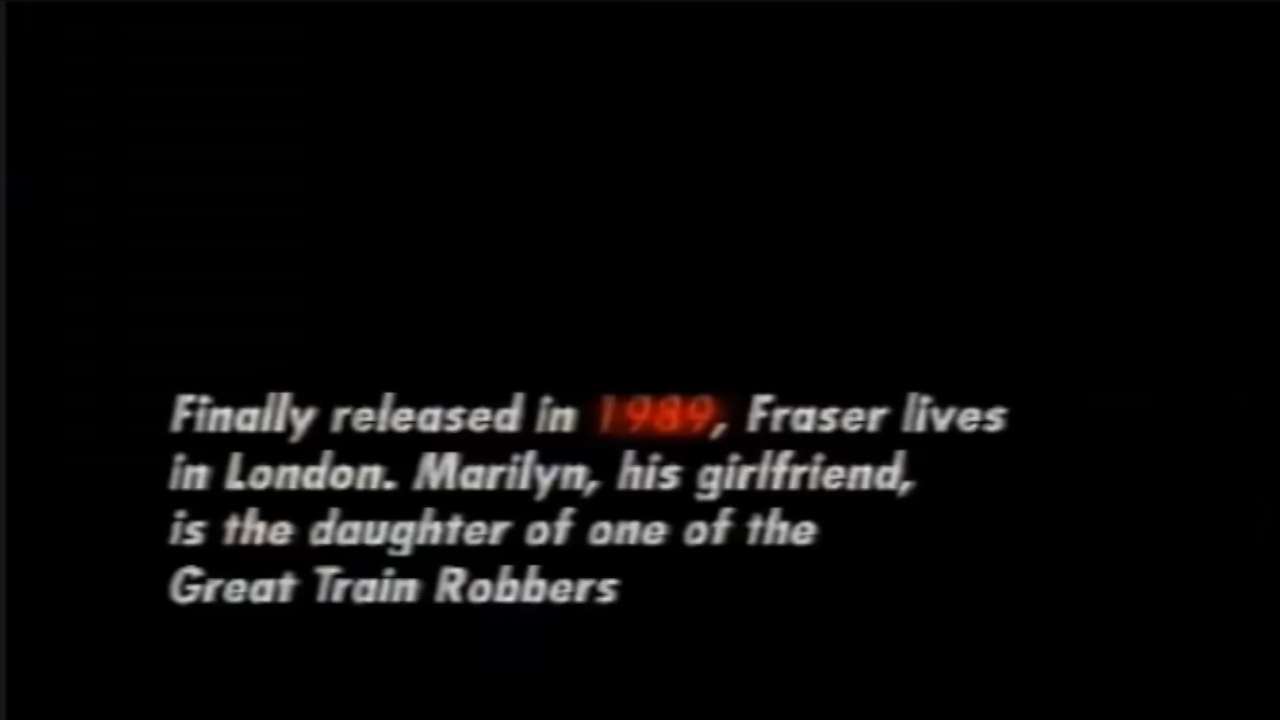 Finally released in 1989, Fraser lives
in London. Marilyn, his girlfriend,
is the daughter of one of the
Great Train Robbers